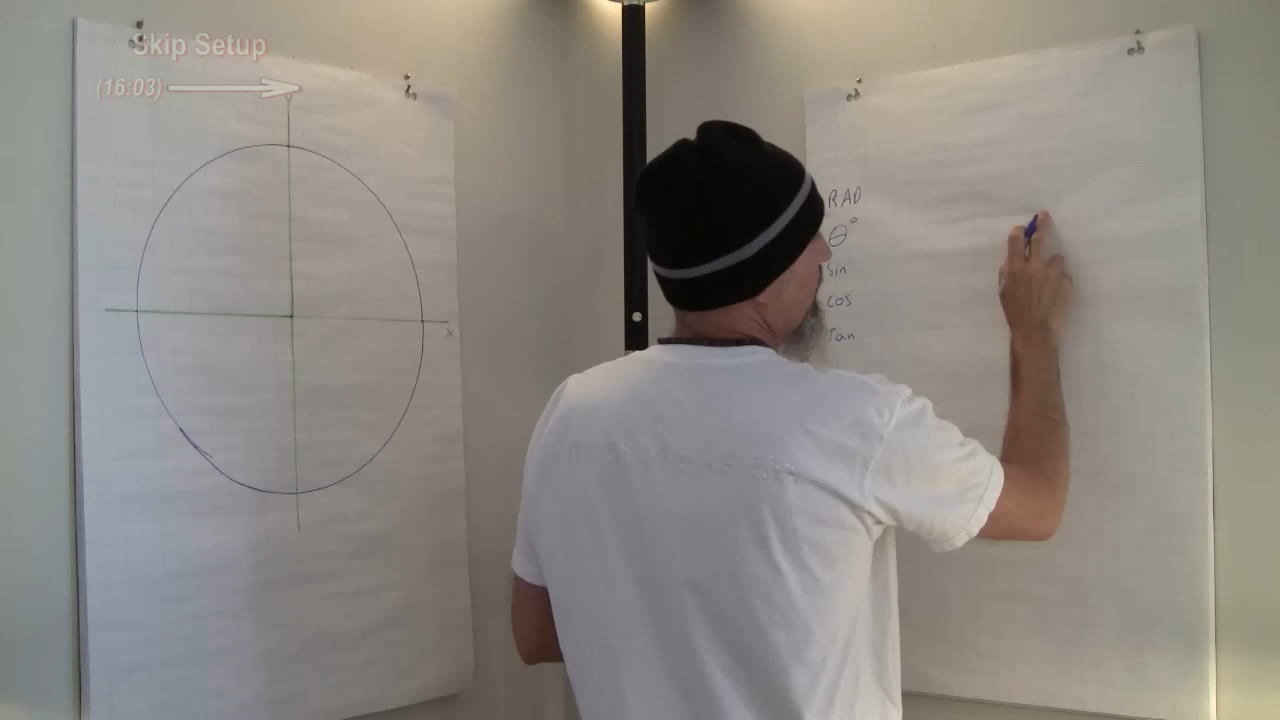 Skip Setup
(16:03)
Y
X
RAD
θ°
sin
cos
Tan